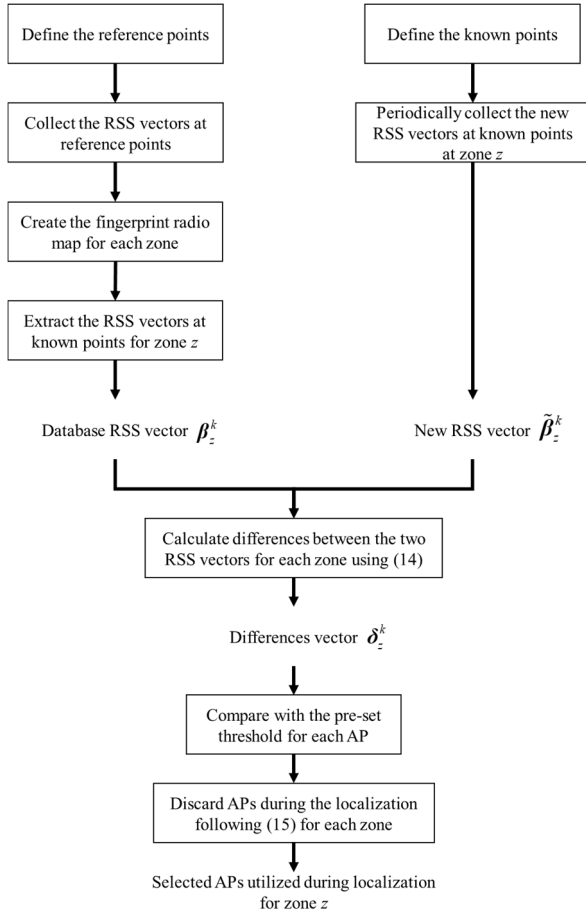 Define the reference points
Define the known points
Collect the RSS vectors at
reference points
Periodically collect the new
RSS vectors at known points
at zone z
Create the fingerprint radio
map for each zone
Extract the RSS vectors at
known points for zone z
Database RSS vector β_z^k
New RSS vector β̃_z^k
Calculate differences between the two
RSS vectors for each zone using (14)
Differences vector δ_z^k
Compare with the pre-set
threshold for each AP
Discard APs during the localization
following (15) for each zone
Selected APs utilized during localization
for zone z